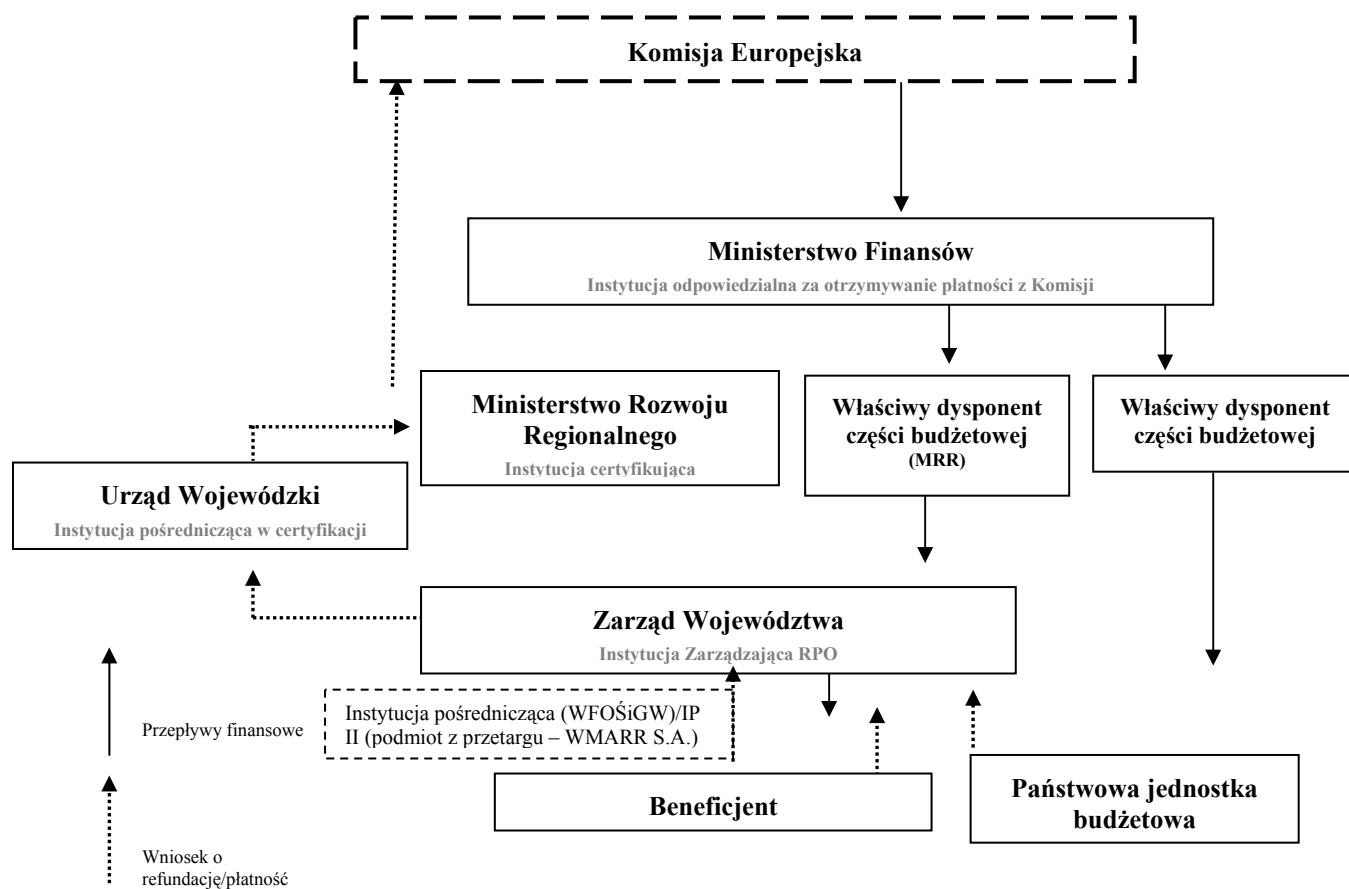 Komisja Europejska
Ministerstwo Finansów
Instytucja odpowiedzialna za otrzymywanie płatności z Komisji
Ministerstwo Rozwoju
Regionalnego
Instytucja certyfikująca
Właściwy dysponent
części budżetowej
(MRR)
Właściwy dysponent
części budżetowej
Urząd Wojewódzki
Instytucja pośrednicząca w certyfikacji
Zarząd Województwa
Instytucja Zarządzająca RPO
Instytucja pośrednicząca (WFOŚiGW)/IP
II (podmiot z przetargu – WMARR S.A.)
Przepływy finansowe
Beneficjent
Państwowa jednostka
budżetowa
Wniosek o
refundację/płatność